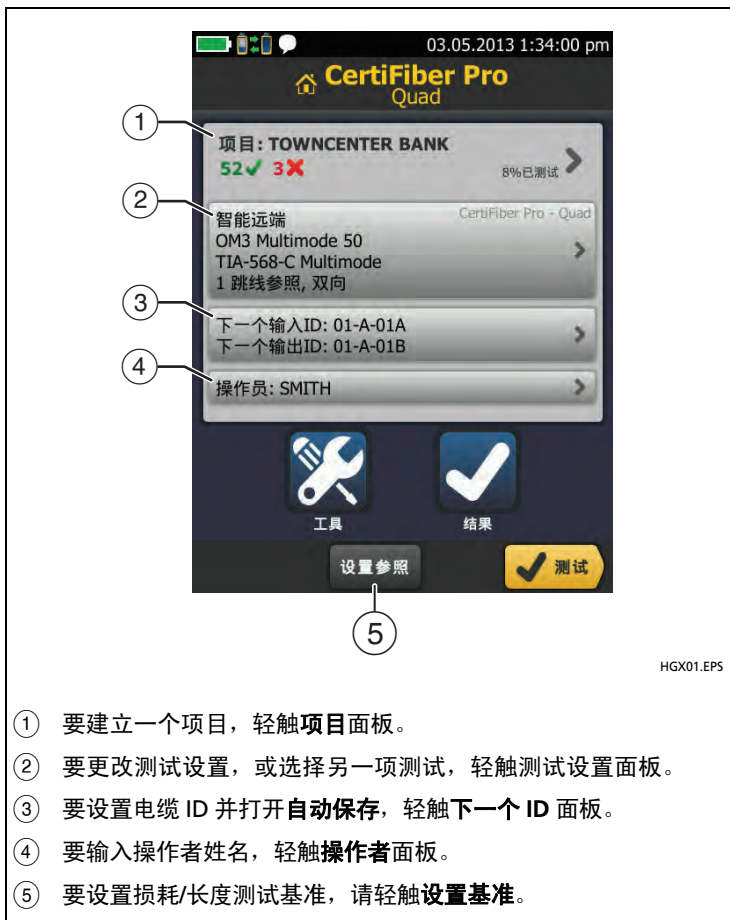 03.05.2013 1:34:00 pm
CertiFiber Pro
Quad
① 项目: TOWNCENTER BANK
52✓ 3✗ 8%已测试
② 智能远端 CertiFiber Pro - Quad
OM3 Multimode 50
TIA-568-C Multimode
1 跳线参照, 双向
③ 下一个输入ID: 01-A-01A
下一个输出ID: 01-A-01B
④ 操作员: SMITH
工具 结果
设置参照 测试
⑤
HGX01.EPS
① 要建立一个项目，轻触项目面板。
② 要更改测试设置，或选择另一项测试，轻触测试设置面板。
③ 要设置电缆 ID 并打开自动保存，轻触下一个 ID 面板。
④ 要输入操作者姓名，轻触操作者面板。
⑤ 要设置损耗/长度测试基准，请轻触设置基准。